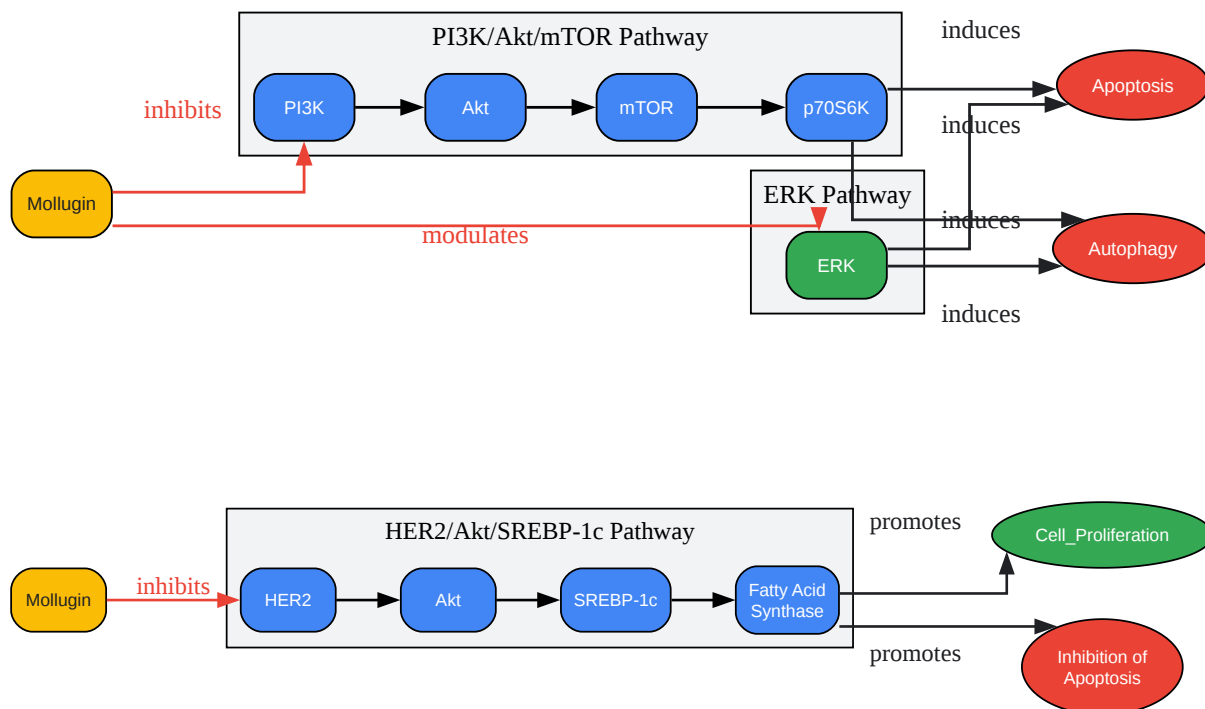 induces
PI3K/Akt/mTOR Pathway
Apoptosis
inhibits
PI3K
Akt
mTOR
p70S6K
induces
Mollugin
ERK Pathway
induces
modulates
Autophagy
ERK
induces
promotes
HER2/Akt/SREBP-1c Pathway
Cell_Proliferation
Mollugin
inhibits
HER2
Akt
SREBP-1c
Fatty Acid
Synthase
promotes
Inhibition of
Apoptosis